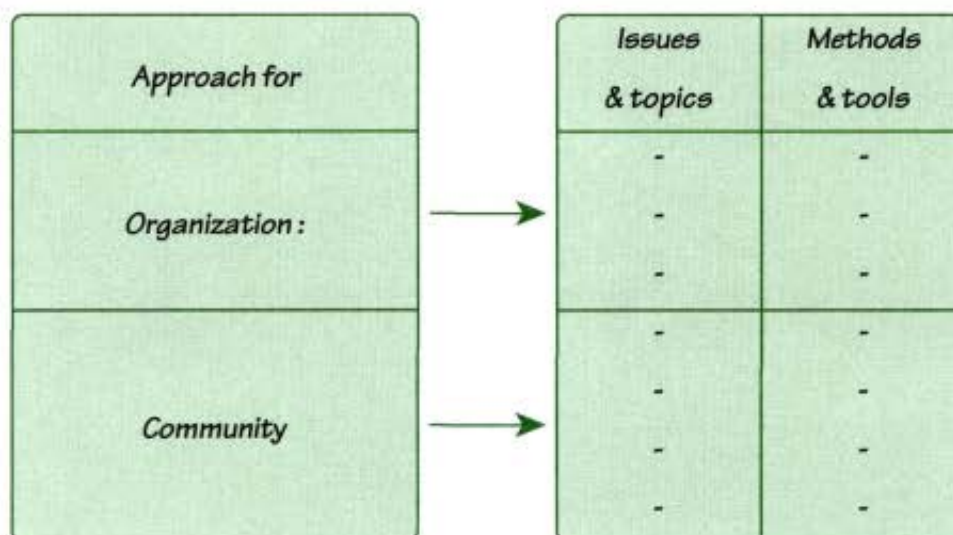 Approach for
Organization :
Community
Issues Methods
& topics & tools
- -
- -
- -
- -
- -
- -
- -